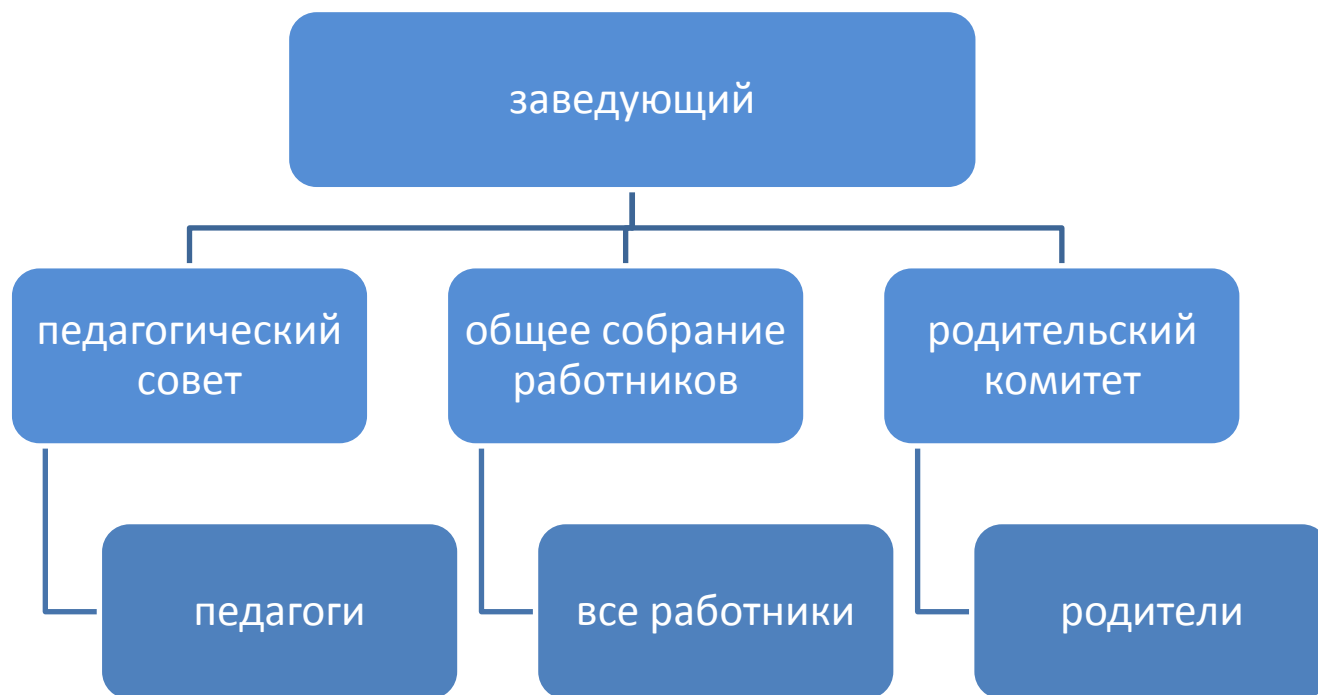 заведующий
педагогический
совет
общее собрание
работников
родительский
комитет
педагоги
все работники
родители